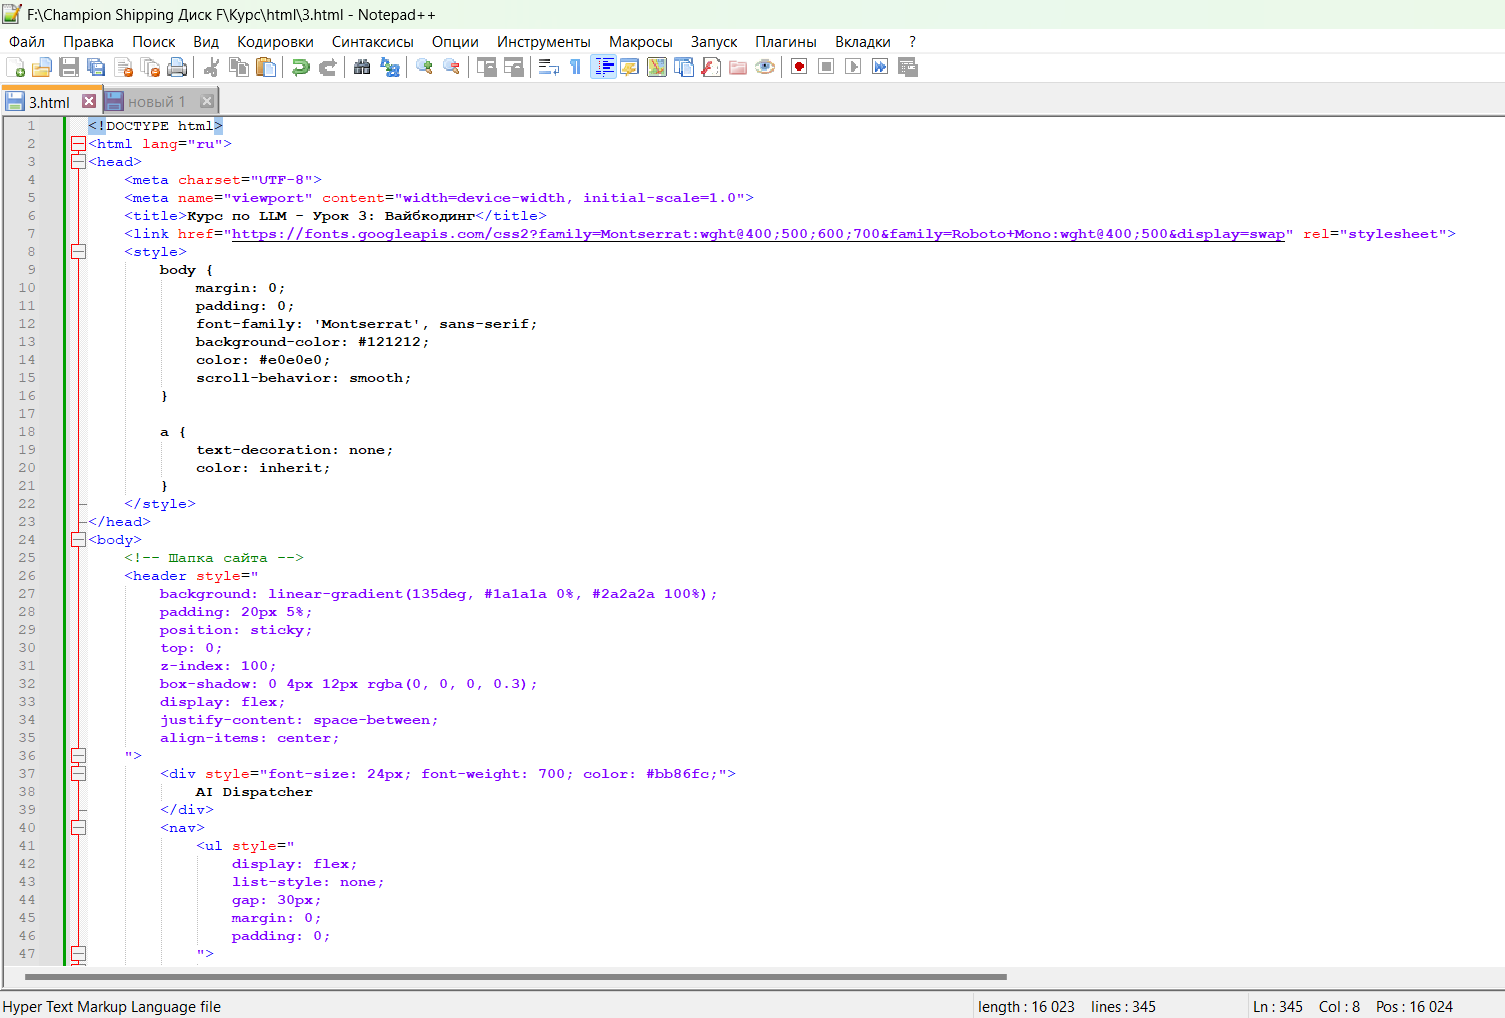 F:\Champion Shipping Диск F\Курс\html\3.html - Notepad++
Файл Правка Поиск Вид Кодировки Синтаксисы Опции Инструменты Макросы Запуск Плагины Вкладки ?
3.html новый 1
1 <!DOCTYPE html>
2 <html lang="ru">
3 <head>
4 <meta charset="UTF-8">
5 <meta name="viewport" content="width=device-width, initial-scale=1.0">
6 <title>Курс по LLM - Урок 3: Вайбкодинг</title>
7 <link href="https://fonts.googleapis.com/css2?family=Montserrat:wght@400;500;600;700&family=Roboto+Mono:wght@400;500&display=swap" rel="stylesheet">
8 <style>
9 body {
10 margin: 0;
11 padding: 0;
12 font-family: 'Montserrat', sans-serif;
13 background-color: #121212;
14 color: #e0e0e0;
15 scroll-behavior: smooth;
16 }
17
18 a {
19 text-decoration: none;
20 color: inherit;
21 }
22 </style>
23 </head>
24 <body>
25 <!-- Шапка сайта -->
26 <header style="
27 background: linear-gradient(135deg, #1a1a1a 0%, #2a2a2a 100%);
28 padding: 20px 5%;
29 position: sticky;
30 top: 0;
31 z-index: 100;
32 box-shadow: 0 4px 12px rgba(0, 0, 0, 0.3);
33 display: flex;
34 justify-content: space-between;
35 align-items: center;
36 ">
37 <div style="font-size: 24px; font-weight: 700; color: #bb86fc;">
38 AI Dispatcher
39 </div>
40 <nav>
41 <ul style="
42 display: flex;
43 list-style: none;
44 gap: 30px;
45 margin: 0;
46 padding: 0;
47 ">
Hyper Text Markup Language file length : 16 023 lines : 345 Ln : 345 Col : 8 Pos : 16 024